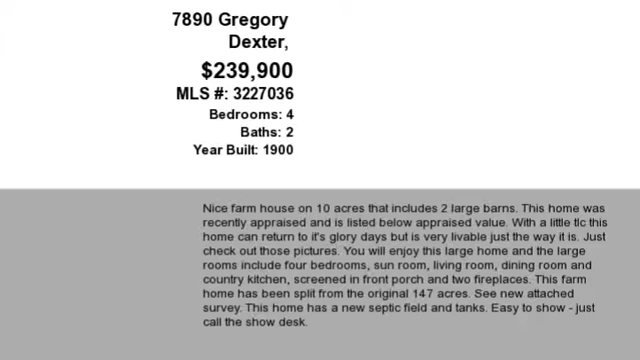 7890 Gregory
Dexter,
$239,900
MLS #: 3227036
Bedrooms: 4
Baths: 2
Year Built: 1900
Nice farm house on 10 acres that includes 2 large barns. This home was
recently appraised and is listed below appraised value. With a little tlc this
home can return to it's glory days but is very livable just the way it is. Just
check out those pictures. You will enjoy this large home and the large
rooms include four bedrooms, sun room, living room, dining room and
country kitchen, screened in front porch and two fireplaces. This farm
home has been split from the original 147 acres. See new attached
survey. This home has a new septic field and tanks. Easy to show - just
call the show desk.